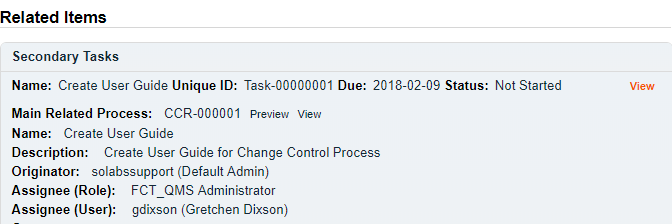 Related Items
Secondary Tasks
Name: Create User Guide Unique ID: Task-00000001 Due: 2018-02-09 Status: Not Started View
Main Related Process: CCR-000001 Preview View
Name: Create User Guide
Description: Create User Guide for Change Control Process
Originator: solabssupport (Default Admin)
Assignee (Role): FCT_QMS Administrator
Assignee (User): gdixson (Gretchen Dixson)